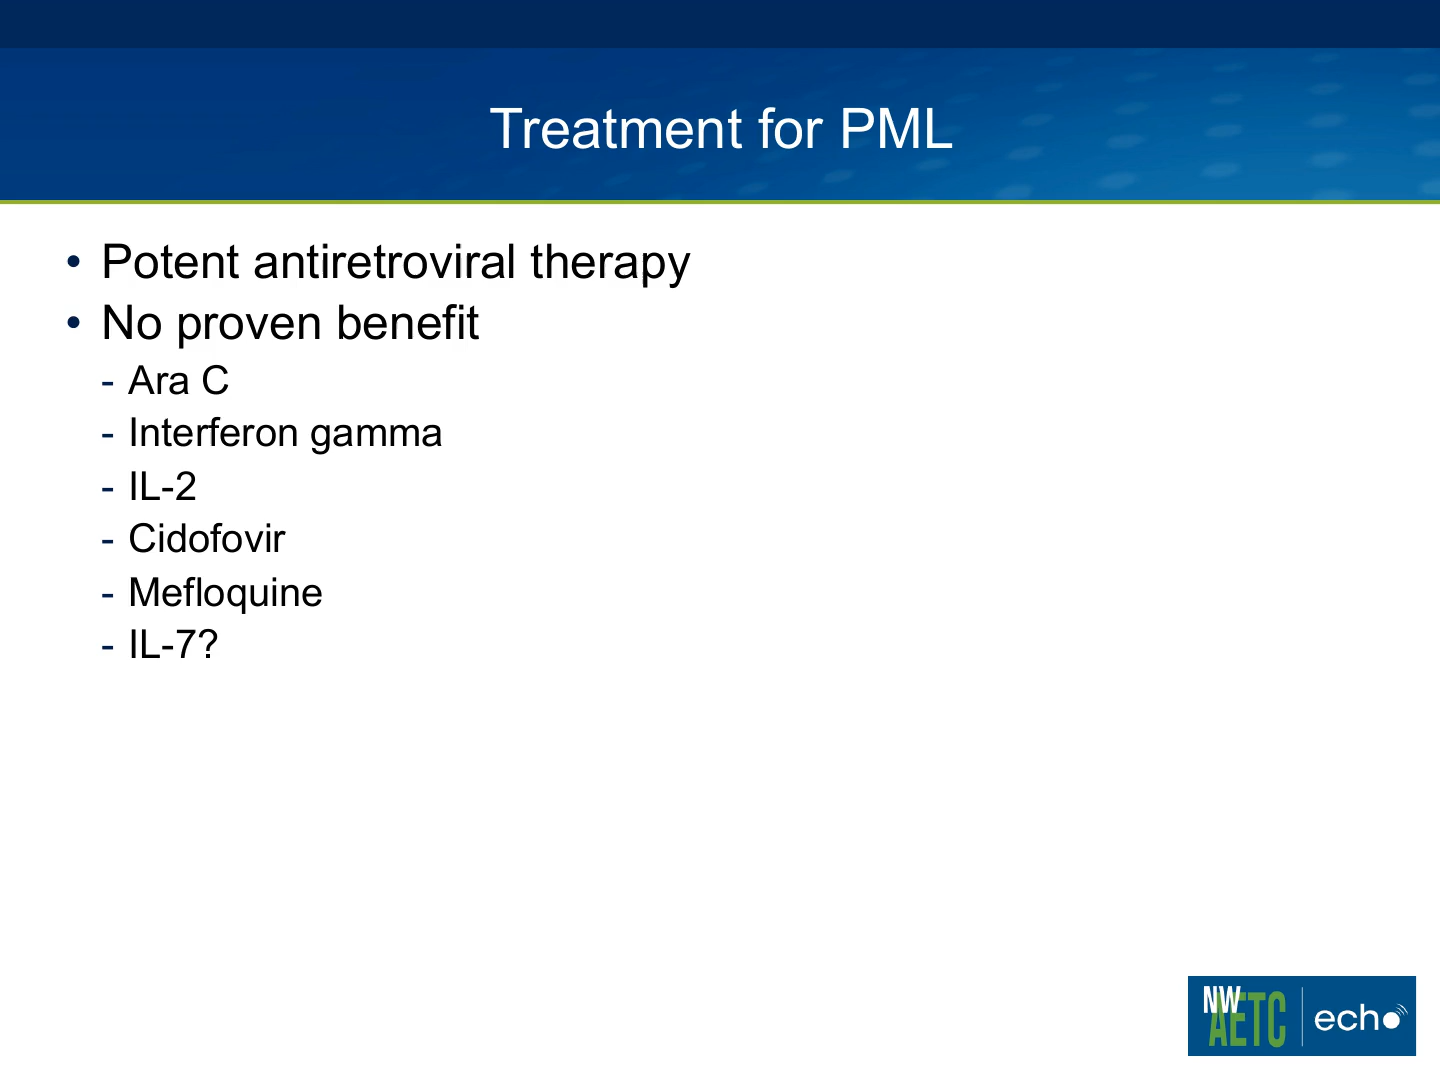 Treatment for PML
• Potent antiretroviral therapy
• No proven benefit
- Ara C
- Interferon gamma
- IL-2
- Cidofovir
- Mefloquine
- IL-7?
NW
AETC
echo